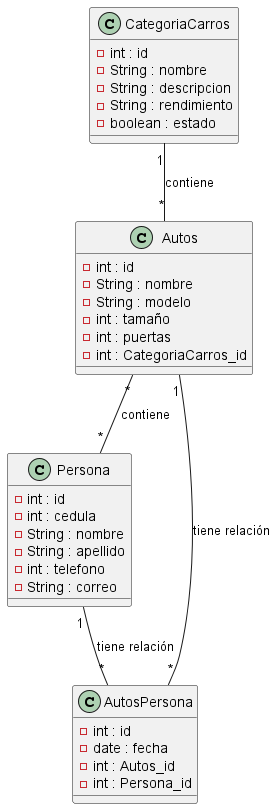 C CategoriaCarros
int : id
String : nombre
String : descripcion
String : rendimiento
boolean : estado
1
contiene
*
C Autos
int : id
String : nombre
String : modelo
int : tamaño
int : puertas
int : CategoriaCarros_id
* 1
contiene
*
C Persona
int : id
int : cedula
String : nombre
String : apellido
int : telefono
String : correo
tiene relación
1
tiene relación
* *
C AutosPersona
int : id
date : fecha
int : Autos_id
int : Persona_id